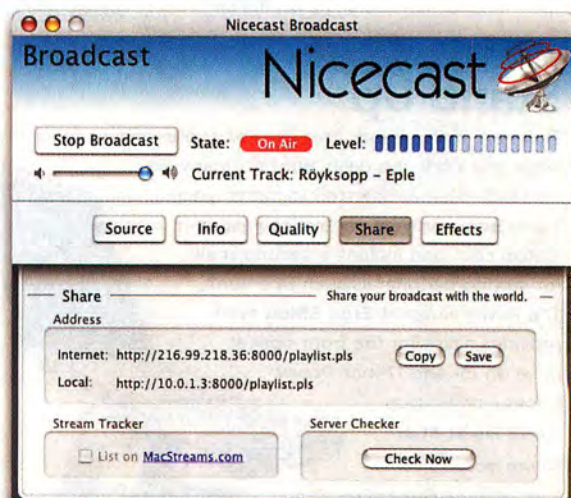 Nicecast Broadcast
Broadcast
Nicecast
Stop Broadcast State: On Air Level:
Current Track: Röyksopp – Eple
Source Info Quality Share Effects
Share Share your broadcast with the world.
Address
Internet: http://216.99.218.36:8000/playlist.pls Copy Save
Local: http://10.0.1.3:8000/playlist.pls
Stream Tracker Server Checker
List on MacStreams.com Check Now